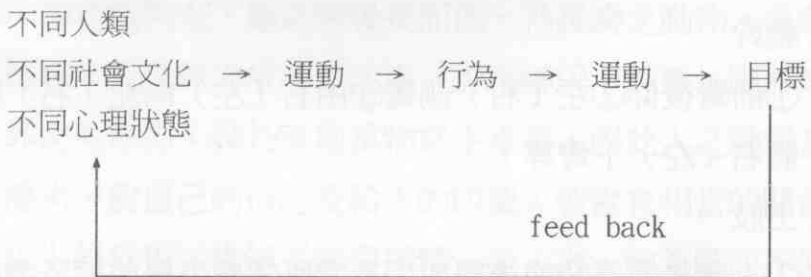 不同人類
不同社會文化 → 運動 → 行為 → 運動 → 目標
不同心理狀態
feed back